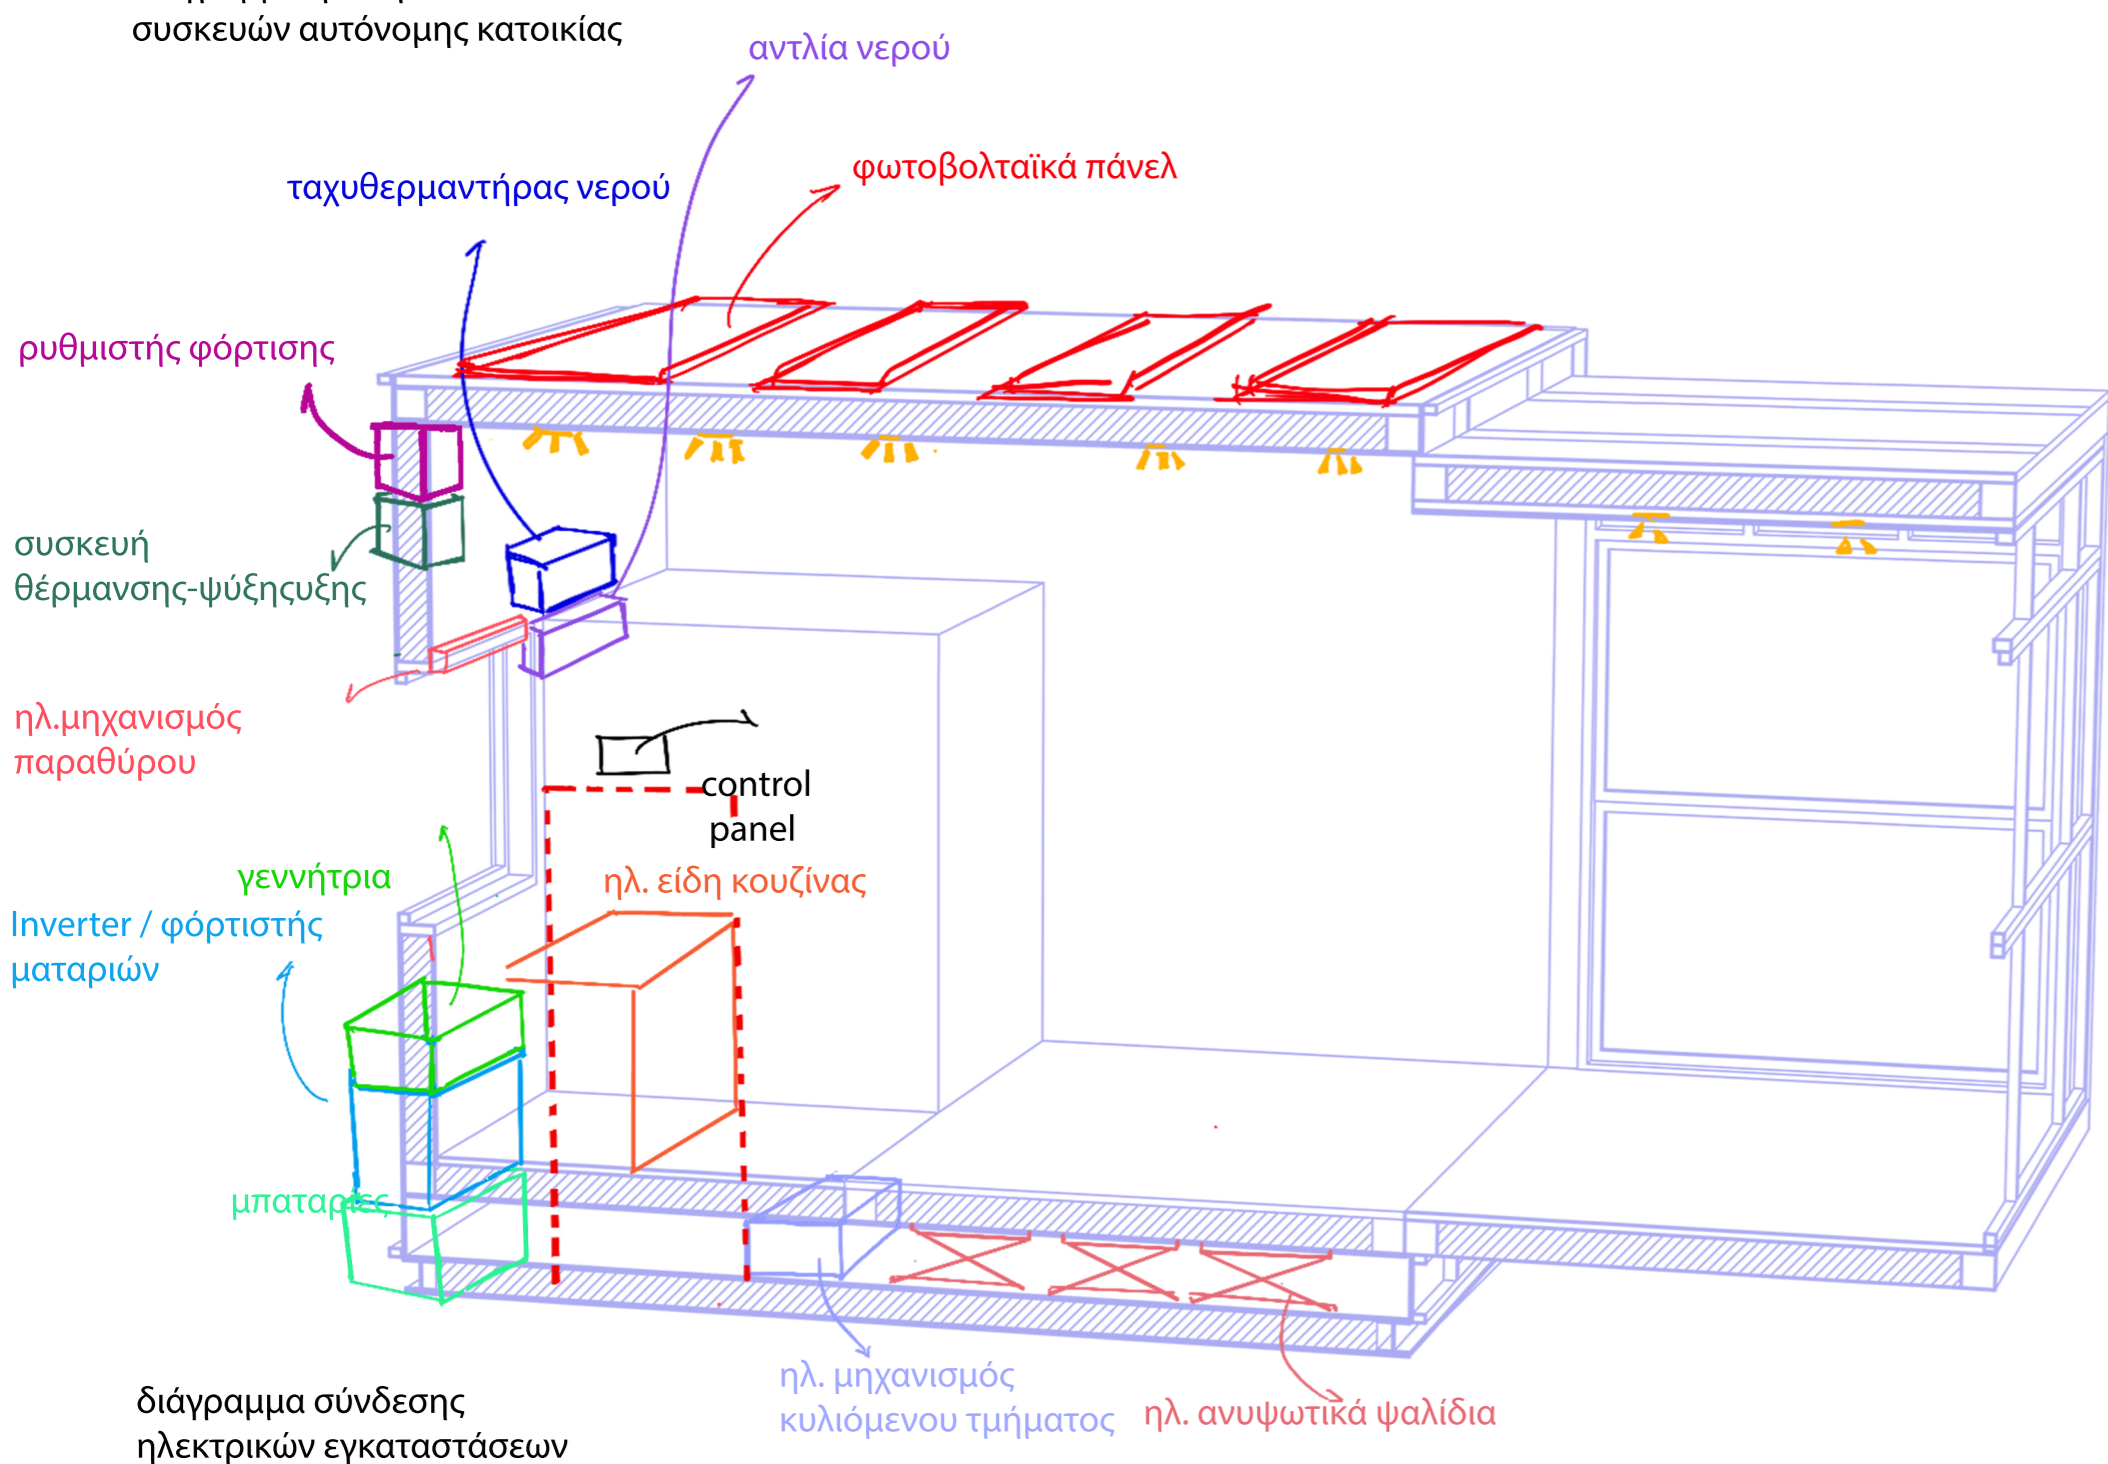 συσκευών αυτόνομης κατοικίας
αντλία νερού
φωτοβολταϊκά πάνελ
ταχυθερμαντήρας νερού
ρυθμιστής φόρτισης
συσκευή
θέρμανσης-ψύξηςυξης
ηλ.μηχανισμός
παραθύρου
control
panel
γεννήτρια
ηλ. είδη κουζίνας
Inverter / φόρτιστής
ματαριών
μπαταρίες
ηλ. μηχανισμός
κυλιόμενου τμήματος
ηλ. ανυψωτικά ψαλίδια
διάγραμμα σύνδεσης
ηλεκτρικών εγκαταστάσεων